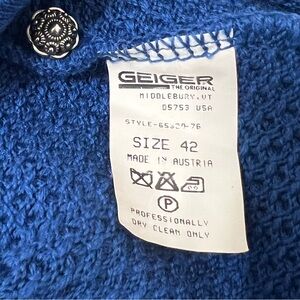 GEIGER
THE ORIGINAL
MIDDLEBURY, VT
05753 USA
SIZE 42
MADE IN AUSTRIA
P
PROFESSIONALLY
DRY CLEAN ONLY